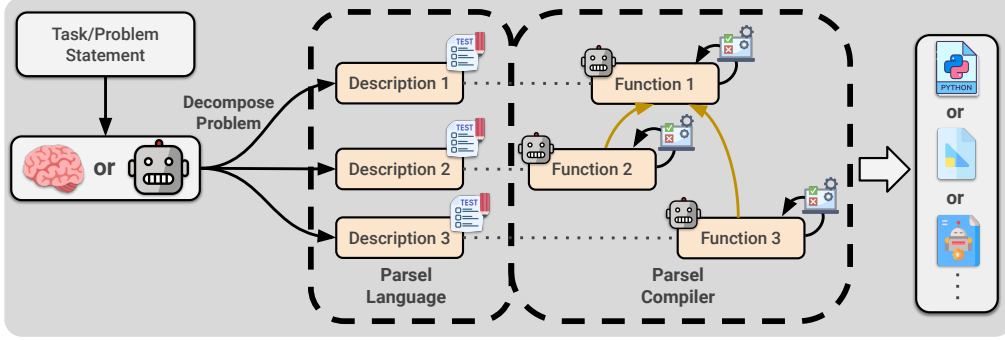 Task/Problem
Statement
Decompose
Problem
or
TEST
Description 1
TEST
Description 2
TEST
Description 3
Parsel
Language
Function 1
Function 2
Function 3
Parsel
Compiler
PYTHON
or
or